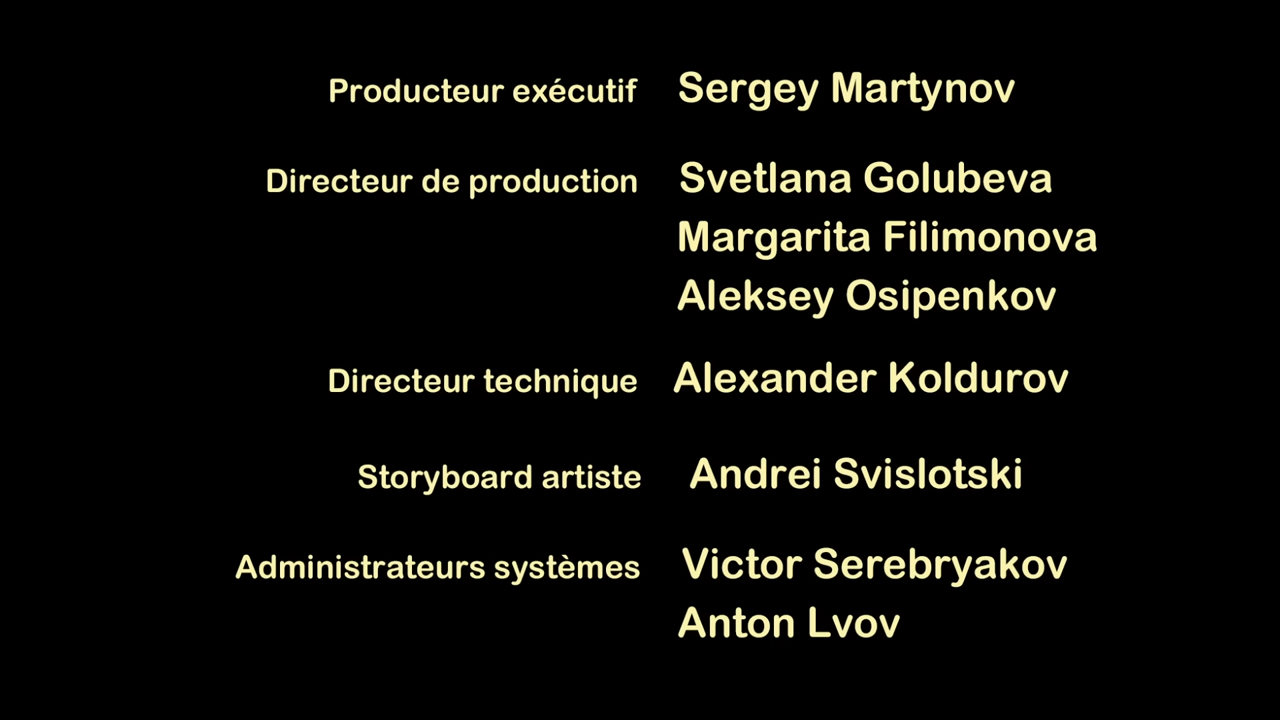 Producteur exécutif Sergey Martynov
Directeur de production Svetlana Golubeva
Margarita Filimonova
Aleksey Osipenkov
Directeur technique Alexander Koldurov
Storyboard artiste Andrei Svislotski
Administrateurs systèmes Victor Serebryakov
Anton Lvov